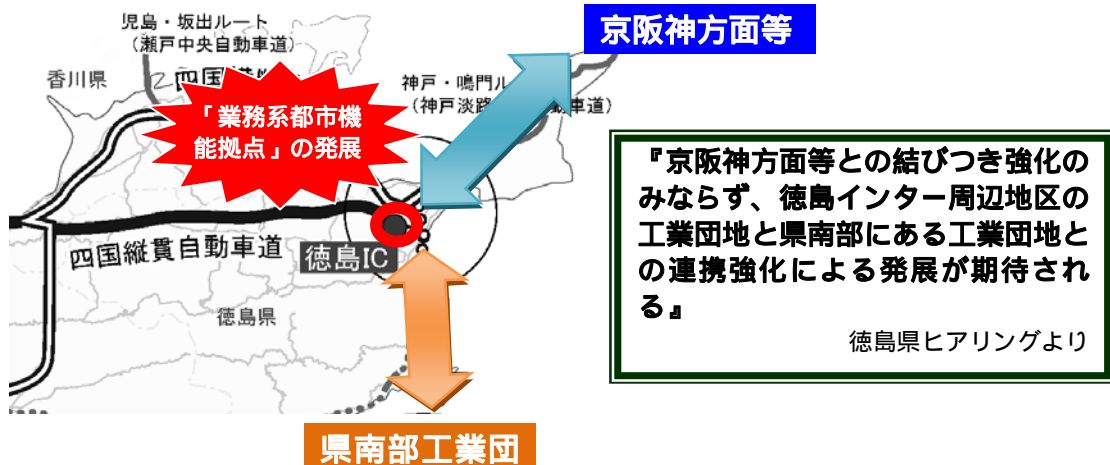 児島・坂出ルート
（瀬戸中央自動車道）
京阪神方面等
香川県
四国
神戸・鳴門ル
（神戸淡路
動車道）
「業務系都市機
能拠点」の発展
四国縦貫自動車道
徳島IC
徳島県
県南部工業団
『京阪神方面等との結びつき強化の
みならず、徳島インター周辺地区の
工業団地と県南部にある工業団地と
の連携強化による発展が期待され
る』
徳島県ヒアリングより